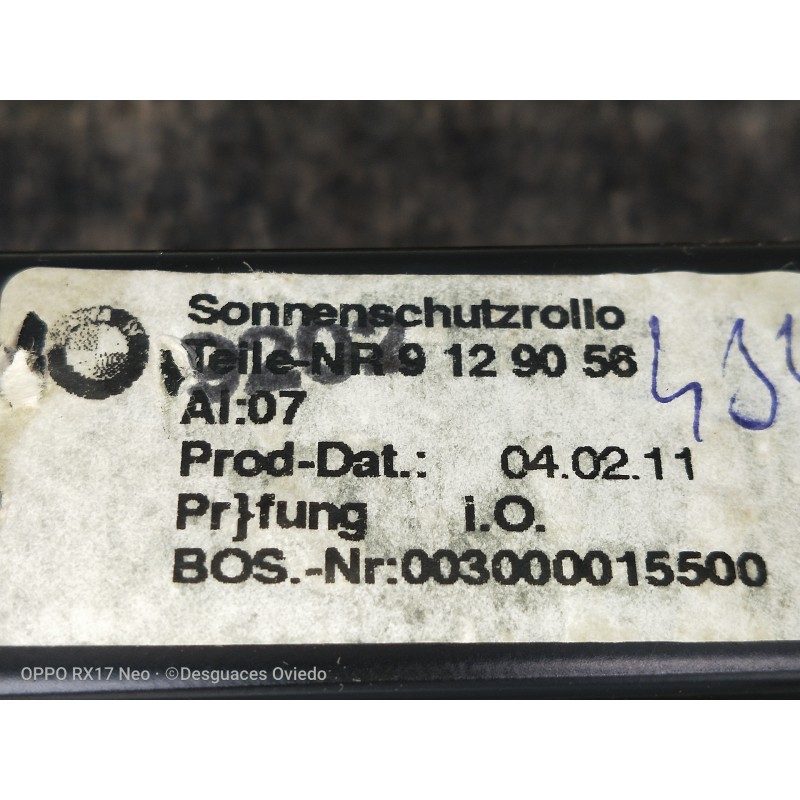 Sonnenschutzrollo
Teile-NR 9 12 90 56
AI:07
Prod-Dat.: 04.02.11
Pr}fung i.O.
BOS.-Nr:003000015500
OPPO RX17 Neo · ©Desguaces Oviedo